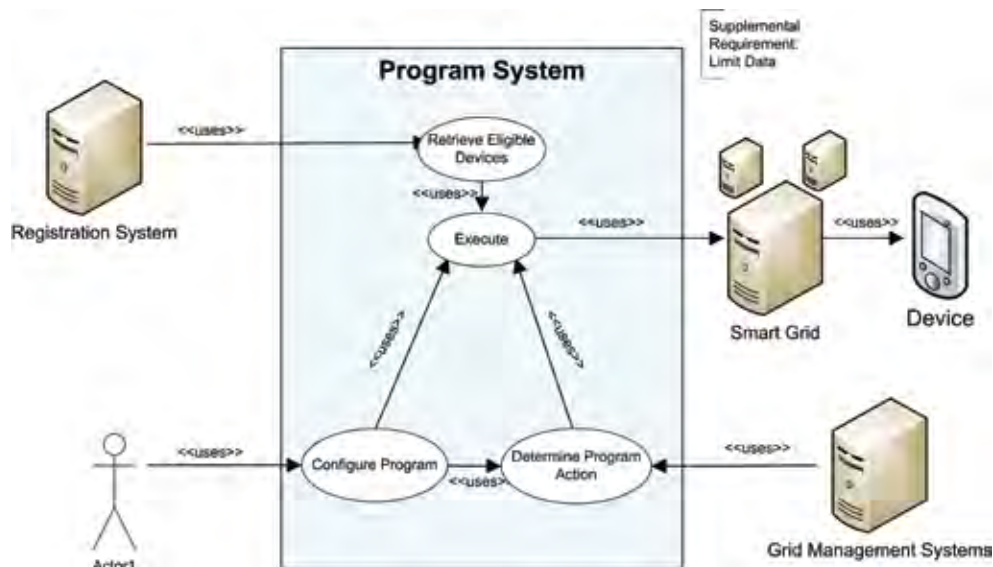 Supplemental
Requirement:
Limit Data
Program System
<<uses>>
Retrieve Eligible
Devices
<<uses>>
Registration System
Execute
<<uses>>
<<uses>>
Smart Grid
Device
<<uses>>
<<uses>>
<<uses>>
Configure Program
<<uses>
Determine Program
Action
<<uses>>
Actor1
Grid Management Systems